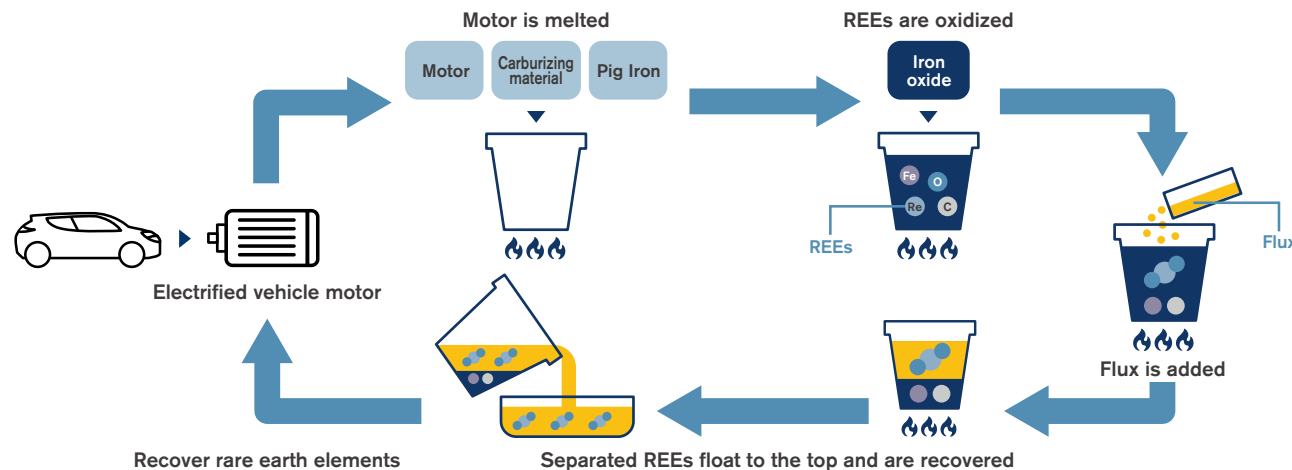 Motor is melted
Motor
Carburizing
material
Pig Iron
REEs are oxidized
Iron
oxide
Fe
O
Re
C
REEs
Flux
Flux is added
Electrified vehicle motor
Separated REEs float to the top and are recovered
Recover rare earth elements